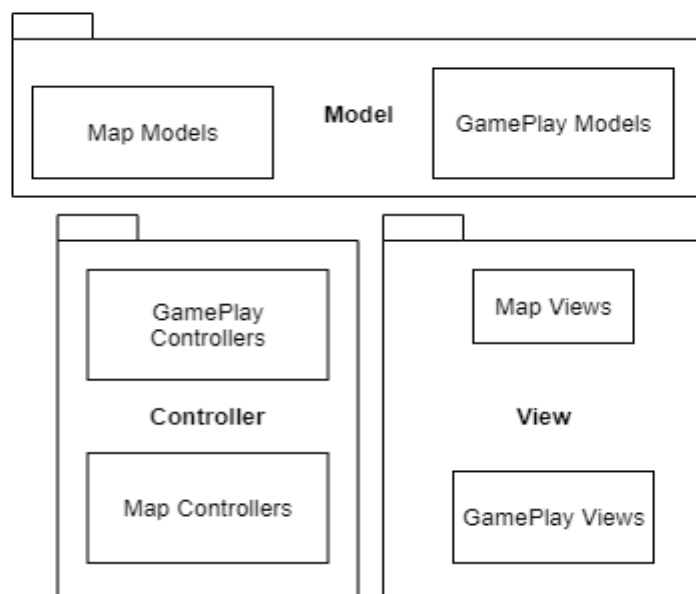 Map Models
Model
GamePlay Models
GamePlay
Controllers
Controller
Map Controllers
Map Views
View
GamePlay Views